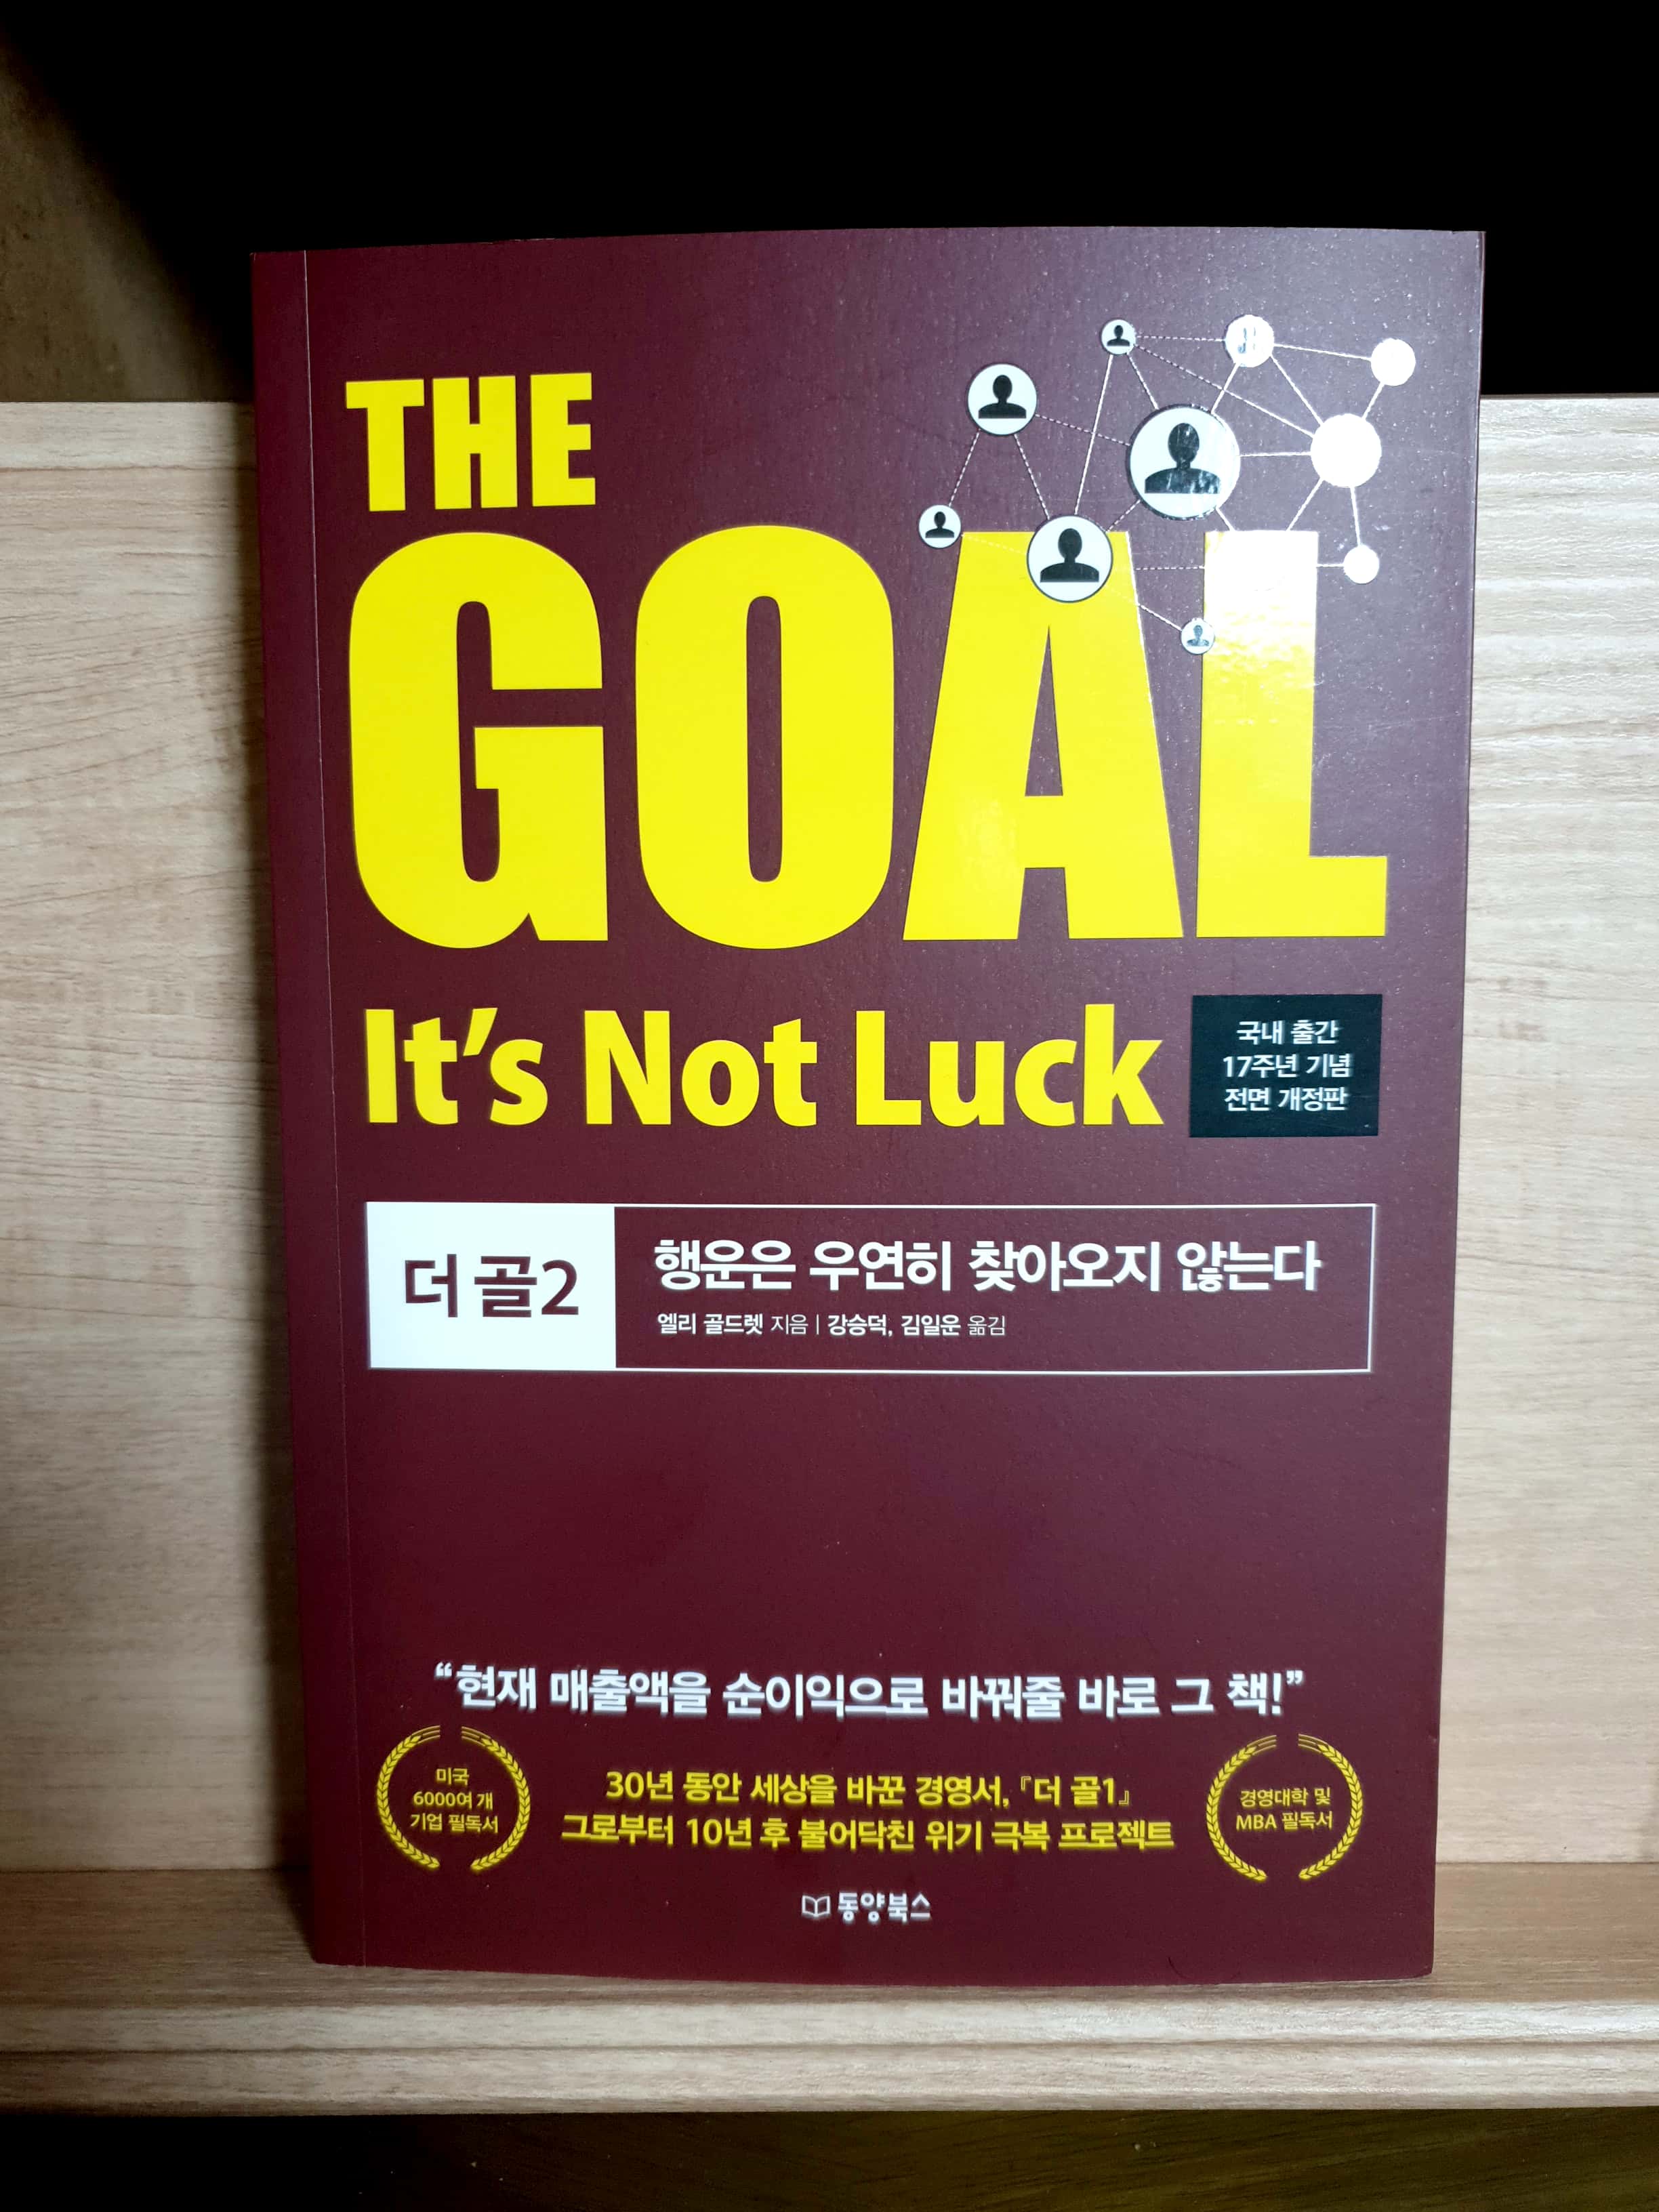 THE
GOAL
It's Not Luck
국내 출간
17주년 기념
전면 개정판
더 골2
행운은 우연히 찾아오지 않는다
엘리 골드렛 지음 | 강승덕, 김일운 옮김
“현재 매출액을 순이익으로 바꿔줄 바로 그 책!”
미국
6000여 개
기업 필독서
30년 동안 세상을 바꾼 경영서, 『더 골1』
그로부터 10년 후 불어닥친 위기 극복 프로젝트
경영대학 및
MBA 필독서
동양북스